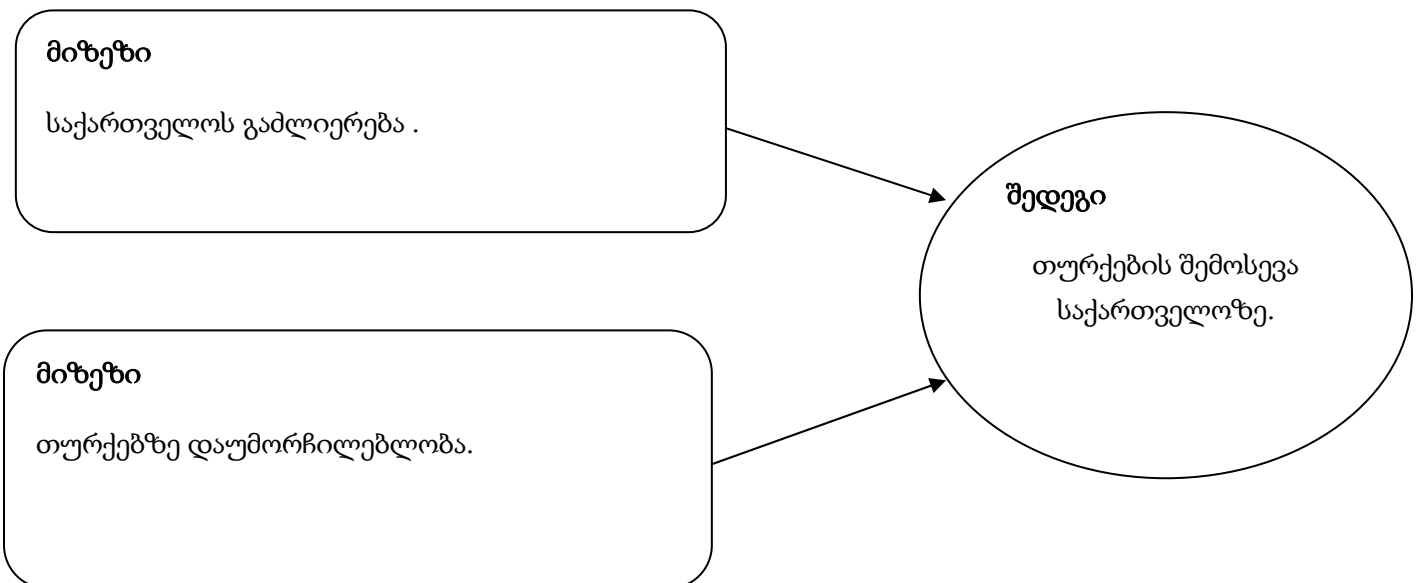 მიზეზი
საქართველოს გაძლიერება .
მიზეზი
თურქებზე დაუმორჩილებლობა.
შედეგი
თურქების შემოსევა
საქართველოზე.